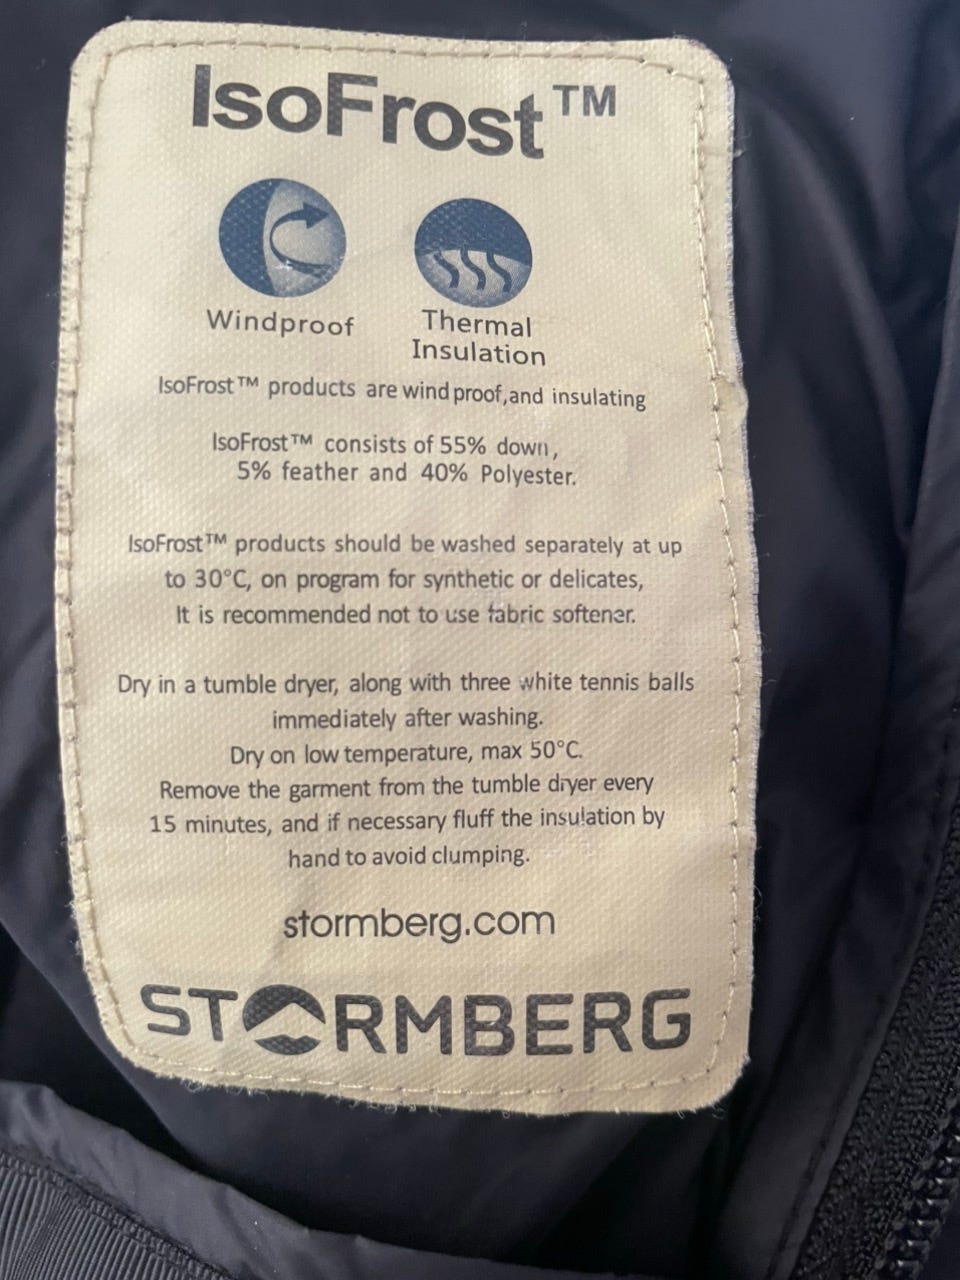 IsoFrost™
Windproof
Thermal
Insulation
IsoFrost™ products are wind proof,and insulating
IsoFrost™ consists of 55% down,
5% feather and 40% Polyester.
IsoFrost™ products should be washed separately at up
to 30°C, on program for synthetic or delicates,
It is recommended not to use fabric softener.
Dry in a tumble dryer, along with three white tennis balls
immediately after washing.
Dry on low temperature, max 50°C.
Remove the garment from the tumble dryer every
15 minutes, and if necessary fluff the insulation by
hand to avoid clumping.
stormberg.com
STORMBERG